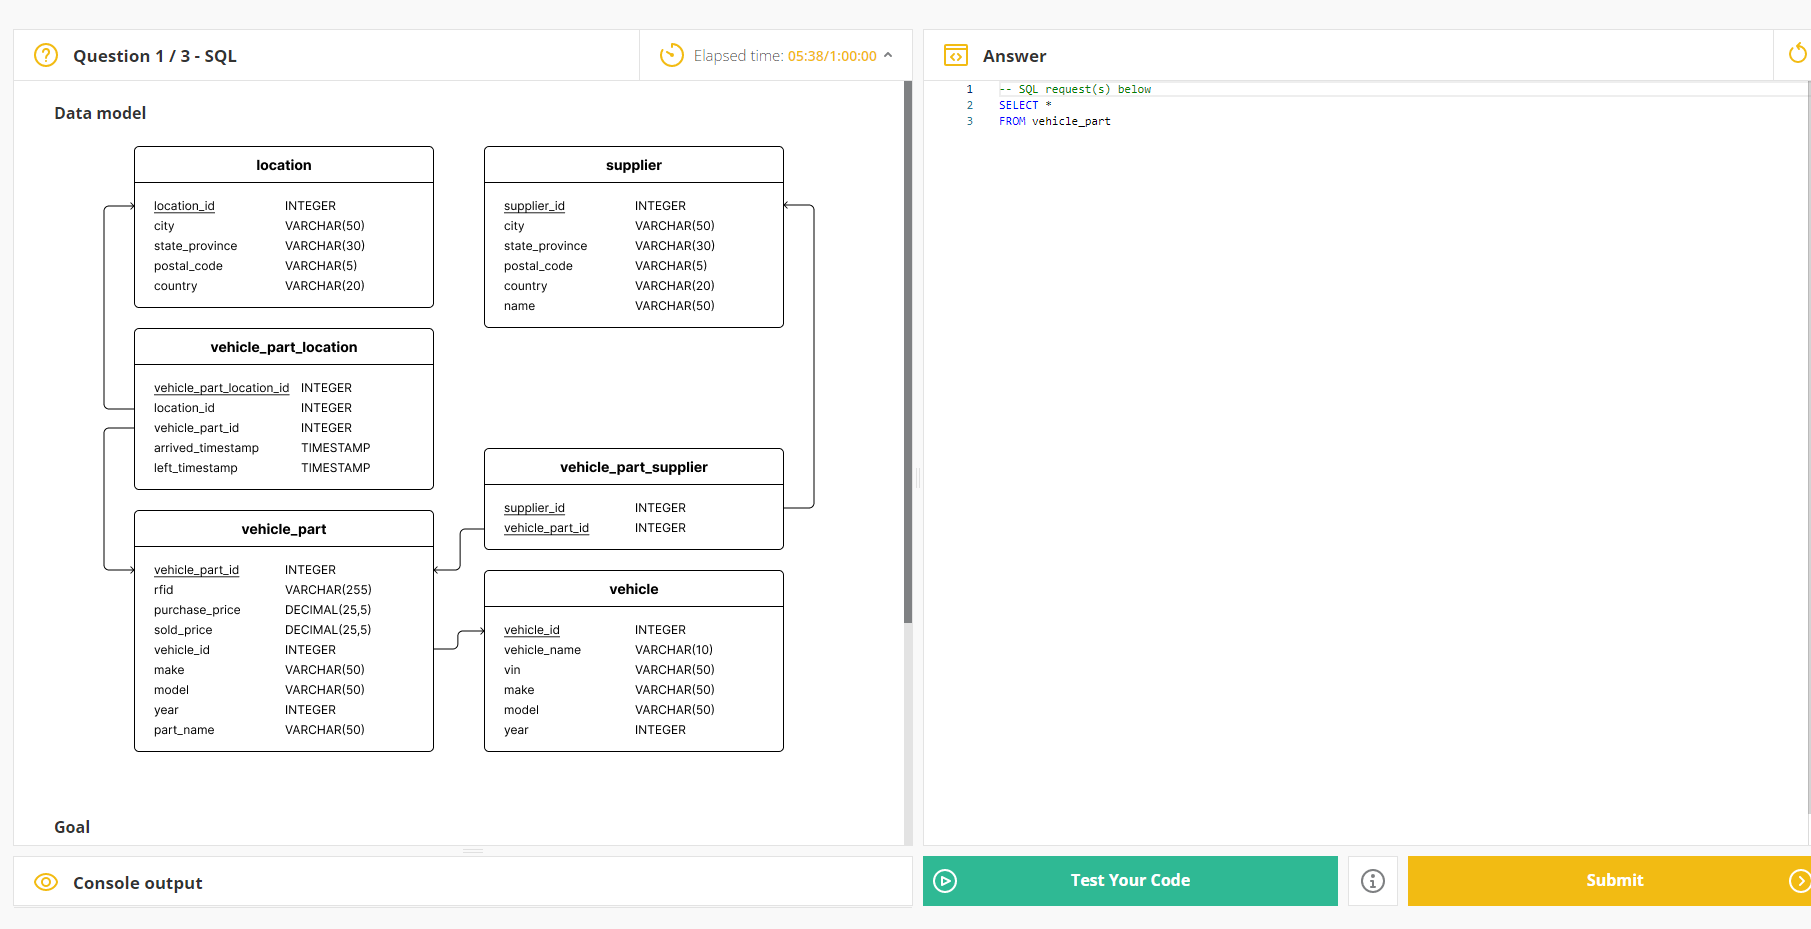 Question 1 / 3 - SQL
Elapsed time: 05:38/1:00:00
Data model
location
location_id INTEGER
city VARCHAR(50)
state_province VARCHAR(30)
postal_code VARCHAR(5)
country VARCHAR(20)
supplier
supplier_id INTEGER
city VARCHAR(50)
state_province VARCHAR(30)
postal_code VARCHAR(5)
country VARCHAR(20)
name VARCHAR(50)
vehicle_part_location
vehicle_part_location_id INTEGER
location_id INTEGER
vehicle_part_id INTEGER
arrived_timestamp TIMESTAMP
left_timestamp TIMESTAMP
vehicle_part_supplier
supplier_id INTEGER
vehicle_part_id INTEGER
vehicle_part
vehicle_part_id INTEGER
rfid VARCHAR(255)
purchase_price DECIMAL(25,5)
sold_price DECIMAL(25,5)
vehicle_id INTEGER
make VARCHAR(50)
model VARCHAR(50)
year INTEGER
part_name VARCHAR(50)
vehicle
vehicle_id INTEGER
vehicle_name VARCHAR(10)
vin VARCHAR(50)
make VARCHAR(50)
model VARCHAR(50)
year INTEGER
Goal
Console output
Answer
1 -- SQL request(s) below
2 SELECT *
3 FROM vehicle_part
Test Your Code
Submit